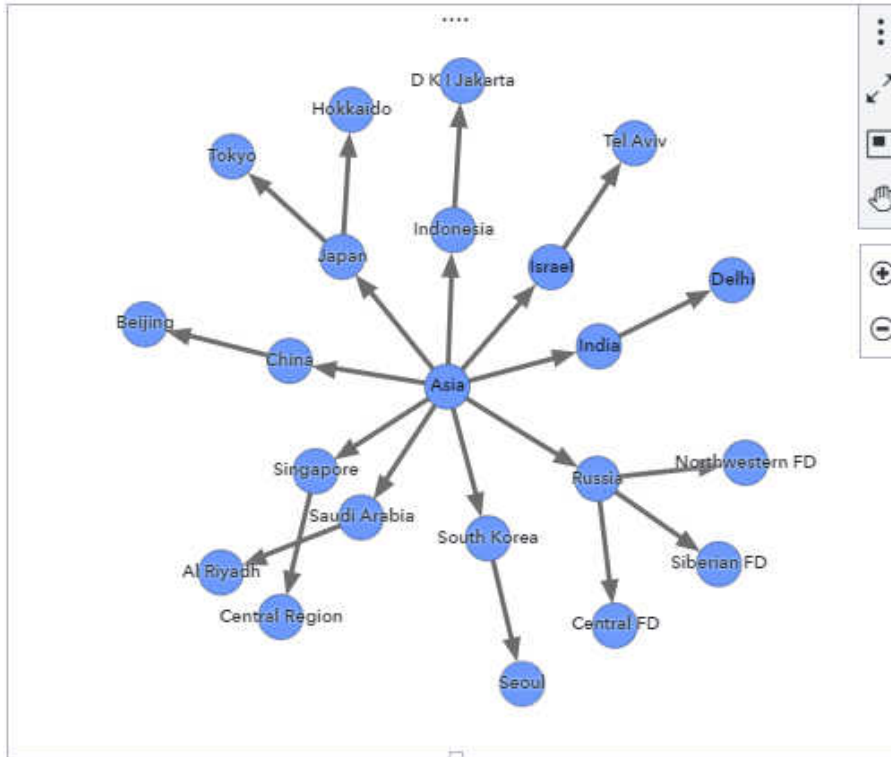 D K I Jakarta
Hokkaido
Tel Aviv
Tokyo
Indonesia
Japan
Israel
Delhi
Beijing
India
China
Asia
Northwestern FD
Singapore
Russia
Saudi Arabia
South Korea
Siberian FD
Al Riyadh
Central Region
Central FD
Seoul